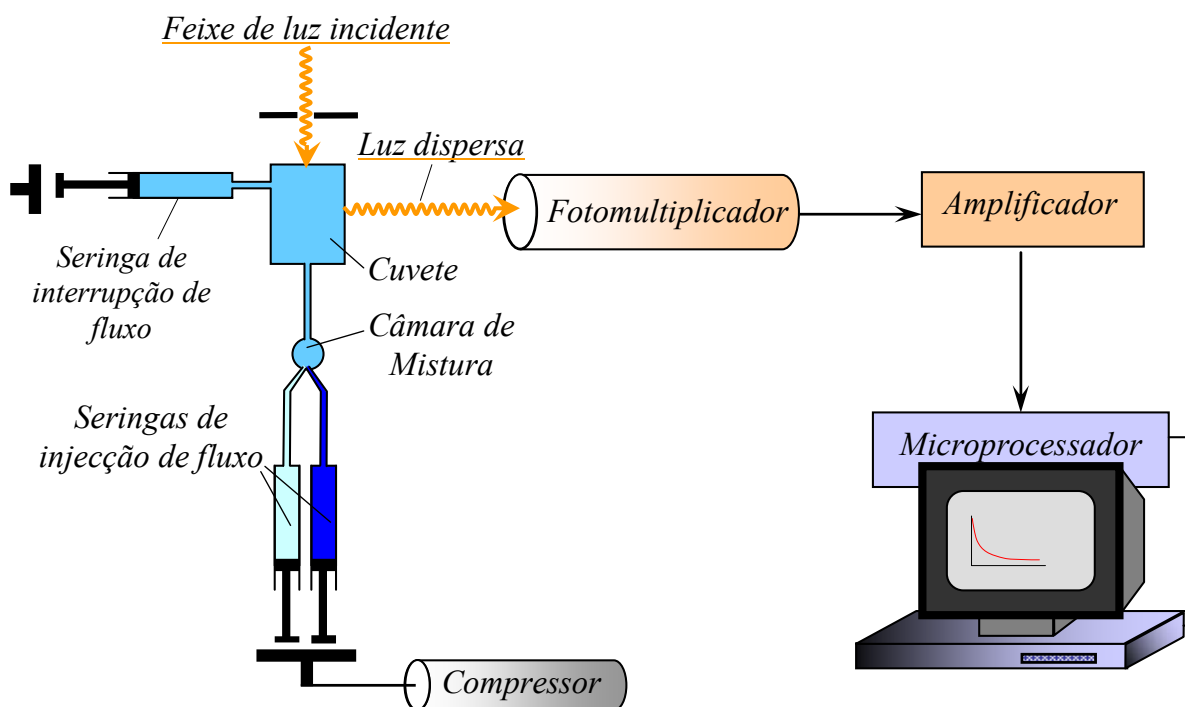 Feixe de luz incidente
Luz dispersa
Fotomultiplicador
Amplificador
Seringa de
interrupção de
fluxo
Cuvete
Câmara de
Mistura
Seringas de
injecção de fluxo
Microprocessador
Compressor